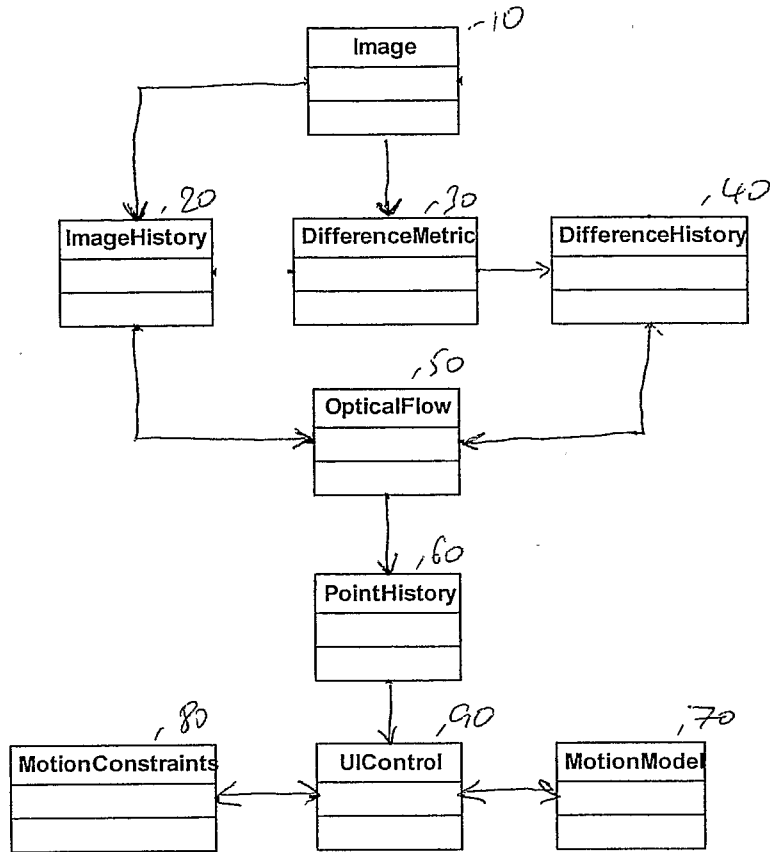 10
Image
20
30
40
ImageHistory
DifferenceMetric
DifferenceHistory
50
OpticalFlow
60
PointHistory
80
90
70
MotionConstraints
UIControl
MotionModel